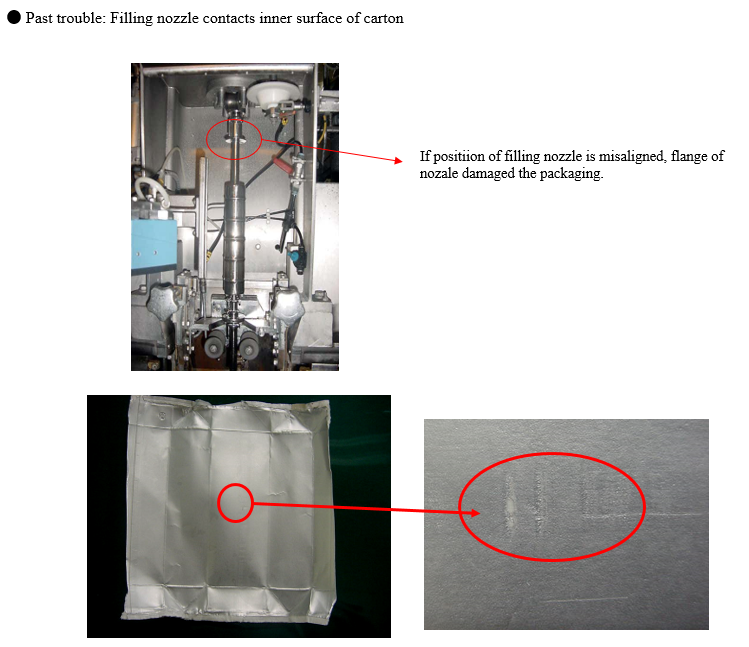 ● Past trouble: Filling nozzle contacts inner surface of carton
If positiion of filling nozzle is misaligned, flange of
nozale damaged the packaging.